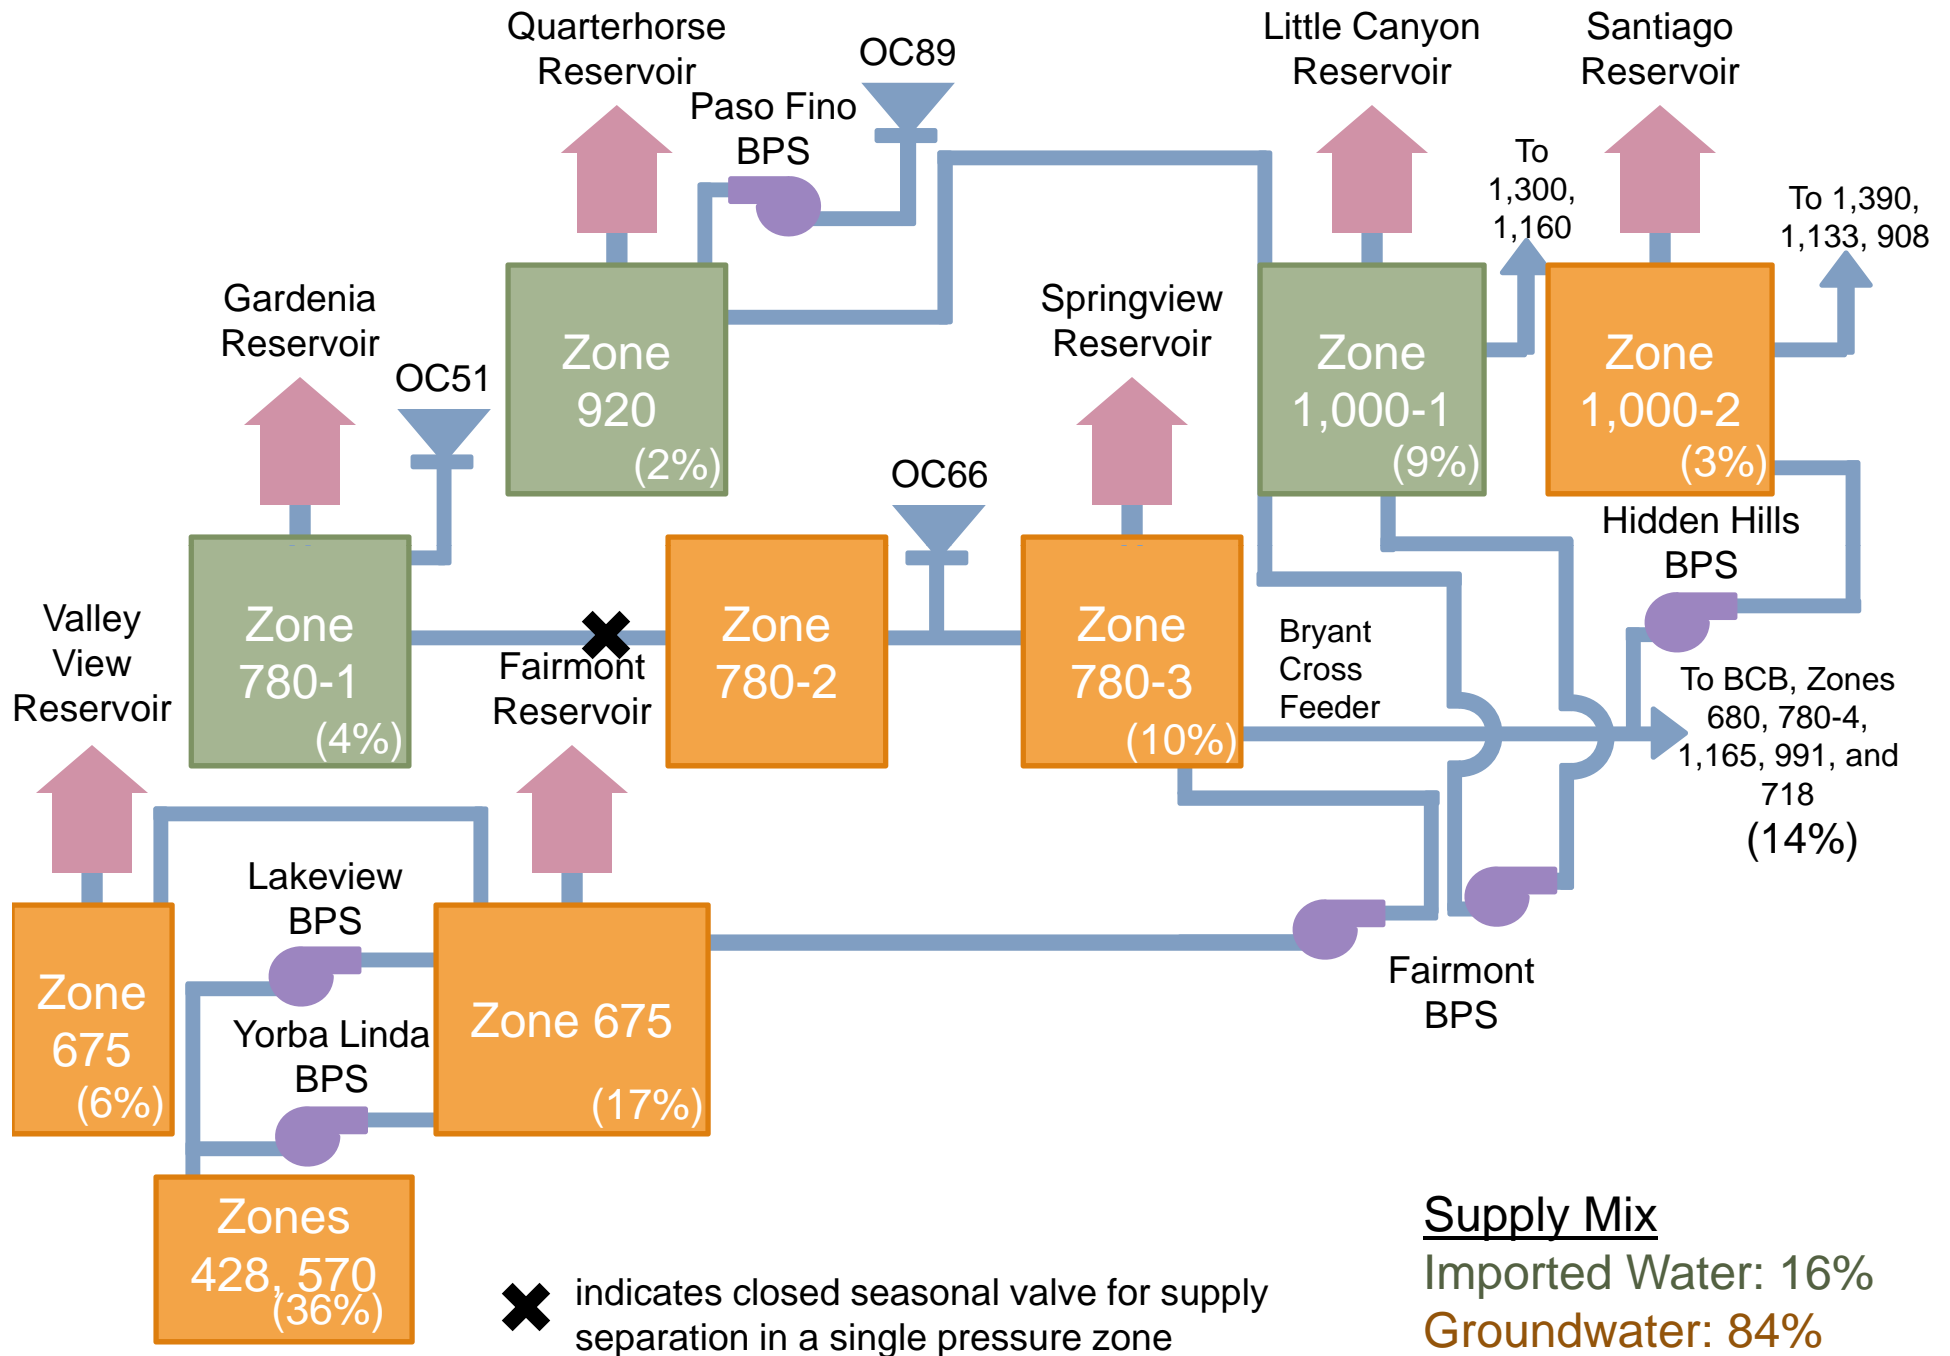 Quarterhorse
Reservoir
OC89
Paso Fino
BPS
Little Canyon
Reservoir
Santiago
Reservoir
To
1,300,
1,160
To 1,390,
1,133, 908
Gardenia
Reservoir
OC51
Zone
920
(2%)
Springview
Reservoir
Zone
1,000-1
(9%)
Zone
1,000-2
(3%)
OC66
Hidden Hills
BPS
Valley
View
Reservoir
Zone
780-1
(4%)
Fairmont
Reservoir
Zone
780-2
Zone
780-3
(10%)
Bryant
Cross
Feeder
To BCB, Zones
680, 780-4,
1,165, 991, and
718
(14%)
Lakeview
BPS
Zone
675
(6%)
Yorba Linda
BPS
Zone 675
(17%)
Fairmont
BPS
Zones
428, 570
(36%)
indicates closed seasonal valve for supply
separation in a single pressure zone
Supply Mix
Imported Water: 16%
Groundwater: 84%